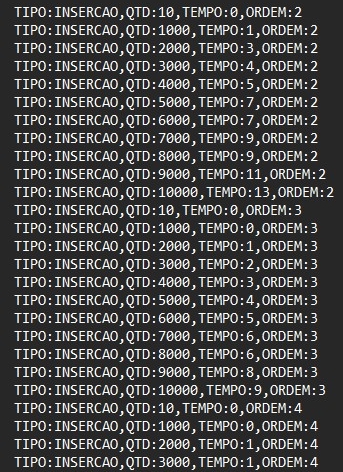 TIPO:INSERCAO,QTD:10,TEMPO:0,ORDEM:2
TIPO:INSERCAO,QTD:1000,TEMPO:1,ORDEM:2
TIPO:INSERCAO,QTD:2000,TEMPO:3,ORDEM:2
TIPO:INSERCAO,QTD:3000,TEMPO:4,ORDEM:2
TIPO:INSERCAO,QTD:4000,TEMPO:5,ORDEM:2
TIPO:INSERCAO,QTD:5000,TEMPO:7,ORDEM:2
TIPO:INSERCAO,QTD:6000,TEMPO:7,ORDEM:2
TIPO:INSERCAO,QTD:7000,TEMPO:9,ORDEM:2
TIPO:INSERCAO,QTD:8000,TEMPO:9,ORDEM:2
TIPO:INSERCAO,QTD:9000,TEMPO:11,ORDEM:2
TIPO:INSERCAO,QTD:10000,TEMPO:13,ORDEM:2
TIPO:INSERCAO,QTD:10,TEMPO:0,ORDEM:3
TIPO:INSERCAO,QTD:1000,TEMPO:0,ORDEM:3
TIPO:INSERCAO,QTD:2000,TEMPO:1,ORDEM:3
TIPO:INSERCAO,QTD:3000,TEMPO:2,ORDEM:3
TIPO:INSERCAO,QTD:4000,TEMPO:3,ORDEM:3
TIPO:INSERCAO,QTD:5000,TEMPO:4,ORDEM:3
TIPO:INSERCAO,QTD:6000,TEMPO:5,ORDEM:3
TIPO:INSERCAO,QTD:7000,TEMPO:6,ORDEM:3
TIPO:INSERCAO,QTD:8000,TEMPO:6,ORDEM:3
TIPO:INSERCAO,QTD:9000,TEMPO:8,ORDEM:3
TIPO:INSERCAO,QTD:10000,TEMPO:9,ORDEM:3
TIPO:INSERCAO,QTD:10,TEMPO:0,ORDEM:4
TIPO:INSERCAO,QTD:1000,TEMPO:0,ORDEM:4
TIPO:INSERCAO,QTD:2000,TEMPO:1,ORDEM:4
TIPO:INSERCAO,QTD:3000,TEMPO:1,ORDEM:4